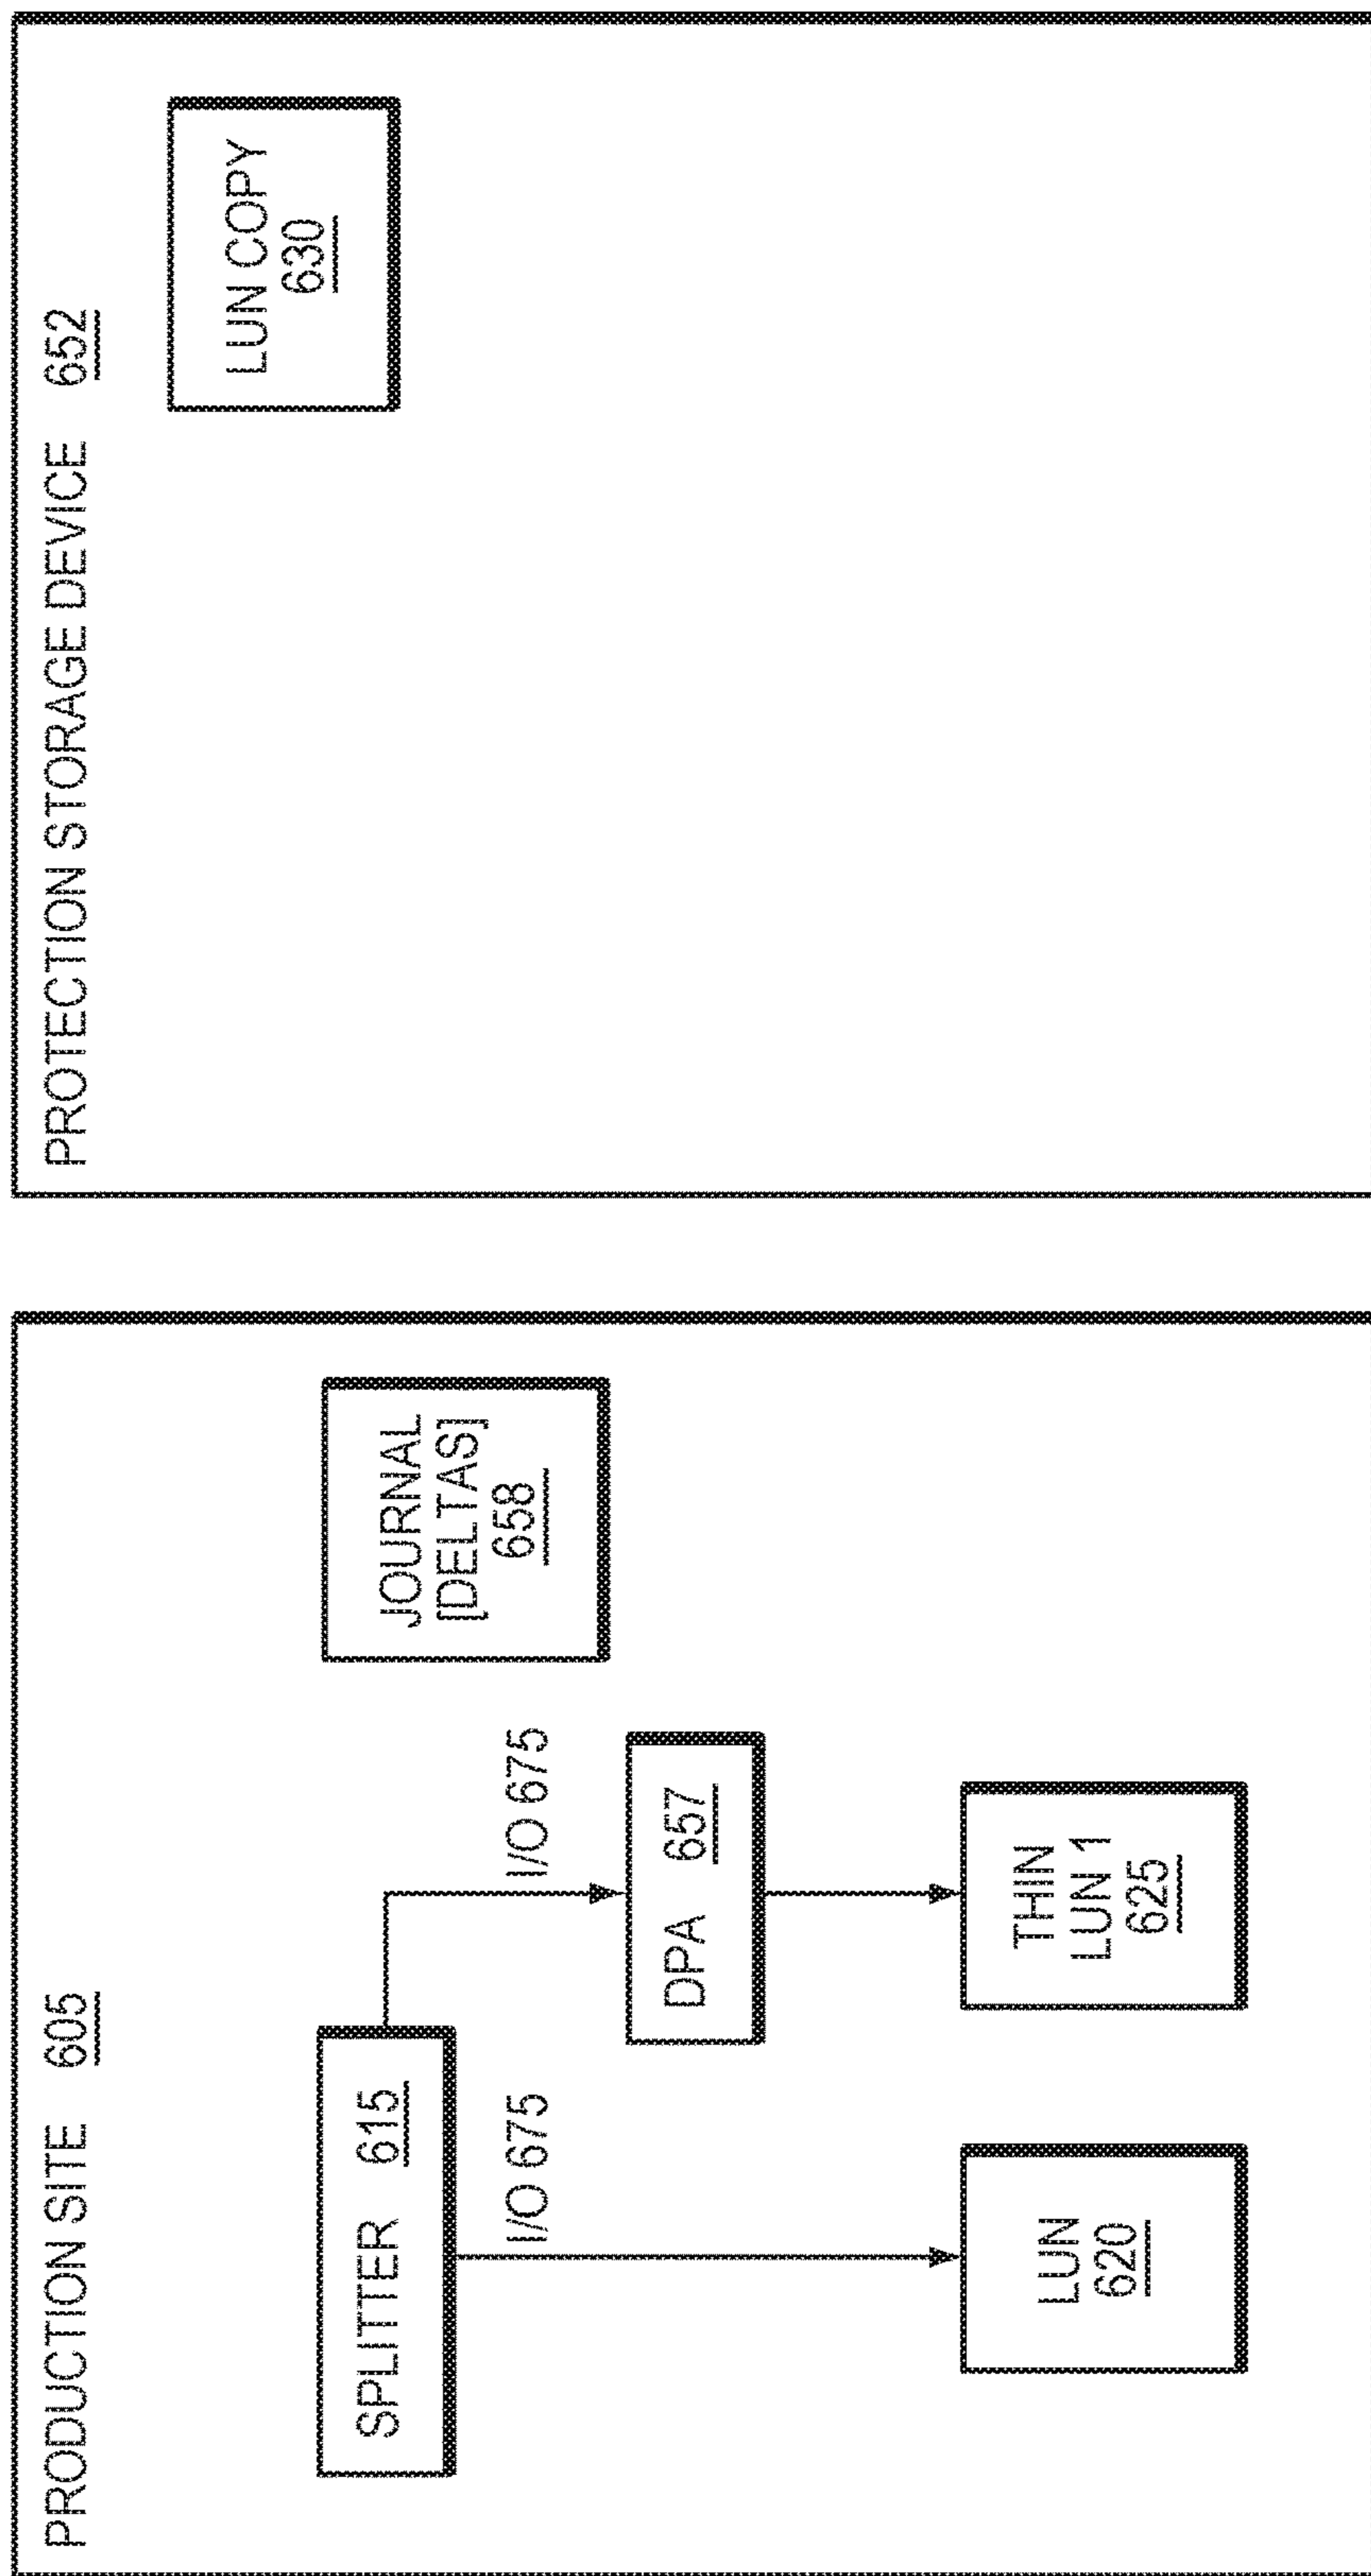 PRODUCTION SITE 605
SPLITTER 615
I/O 675
I/O 675
JOURNAL
[DELTAS]
658
DPA 657
LUN
620
THIN
LUN 1
625
PROTECTION STORAGE DEVICE 652
LUN COPY
630